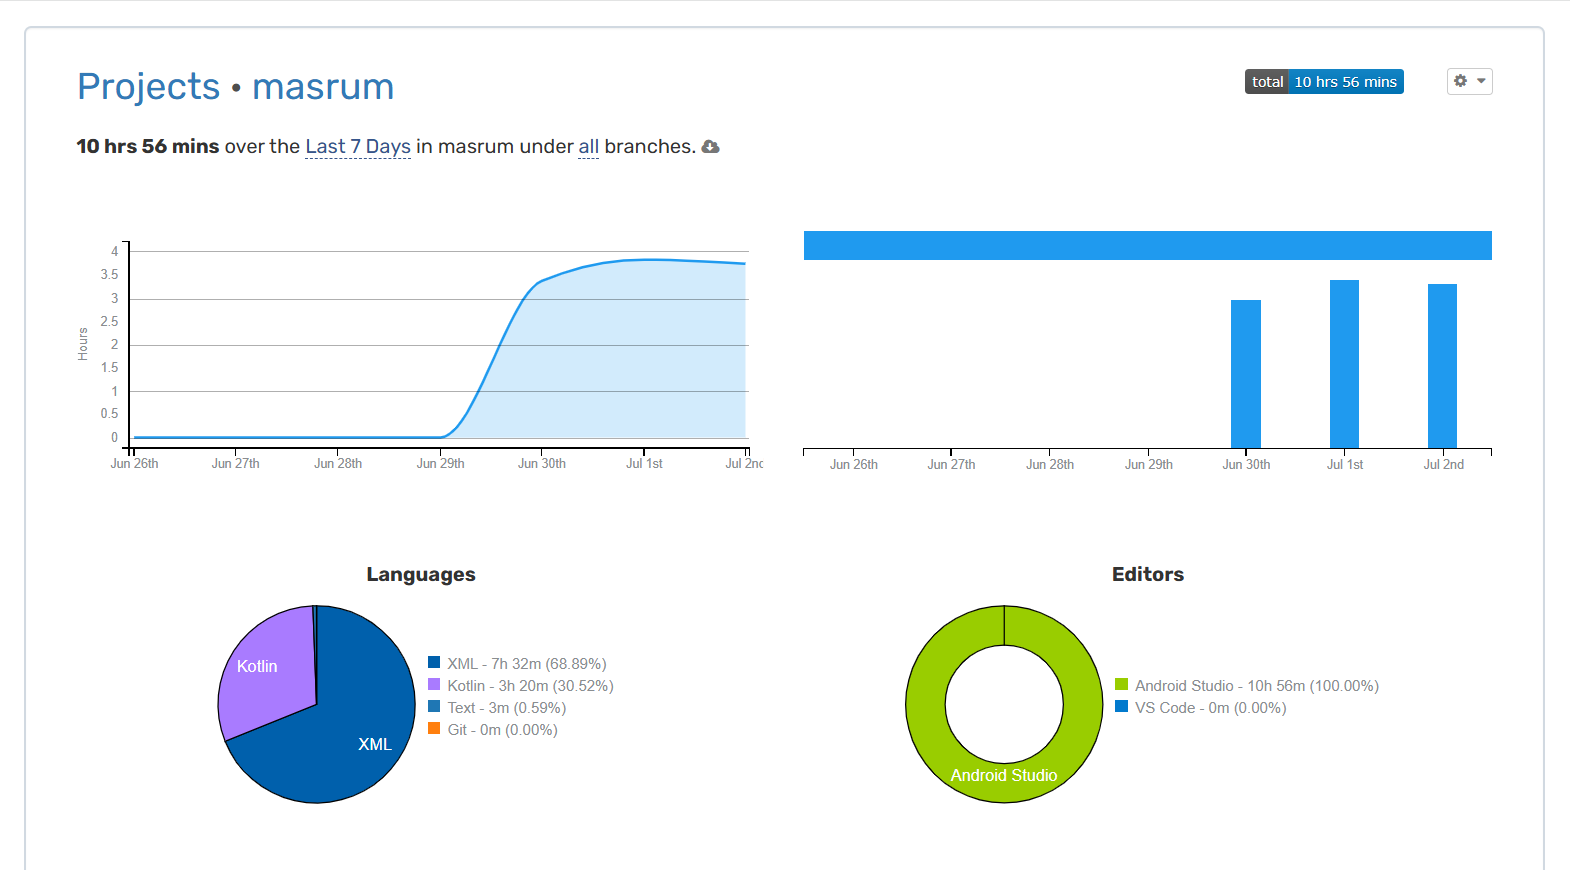 Projects • masrum
total 10 hrs 56 mins
10 hrs 56 mins over the Last 7 Days in masrum under all branches.
Hours
4
3.5
3
2.5
2
1.5
1
0.5
0
Jun 26th Jun 27th Jun 28th Jun 29th Jun 30th Jul 1st Jul 2nc
Jun 26th Jun 27th Jun 28th Jun 29th Jun 30th Jul 1st Jul 2nd
Languages
Kotlin
XML
XML - 7h 32m (68.89%)
Kotlin - 3h 20m (30.52%)
Text - 3m (0.59%)
Git - 0m (0.00%)
Editors
Android Studio
Android Studio - 10h 56m (100.00%)
VS Code - 0m (0.00%)